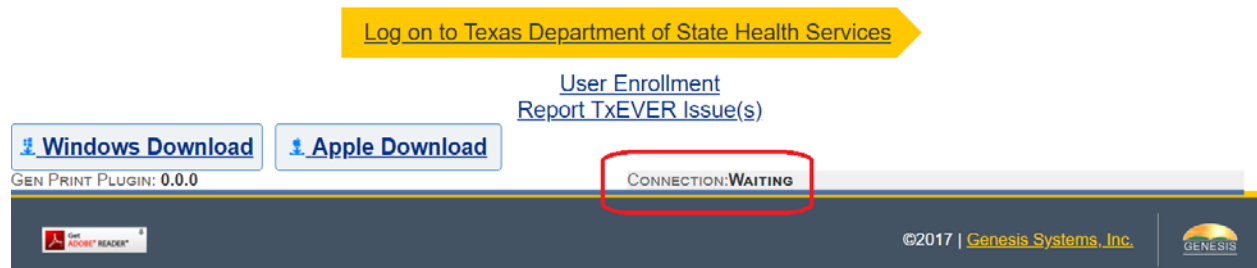 Log on to Texas Department of State Health Services
User Enrollment
Report TxEVER Issue(s)
Windows Download Apple Download
GEN PRINT PLUGIN: 0.0.0 CONNECTION:WAITING
Get
ADOBE® READER®
©2017 | Genesis Systems, Inc.
GENESIS